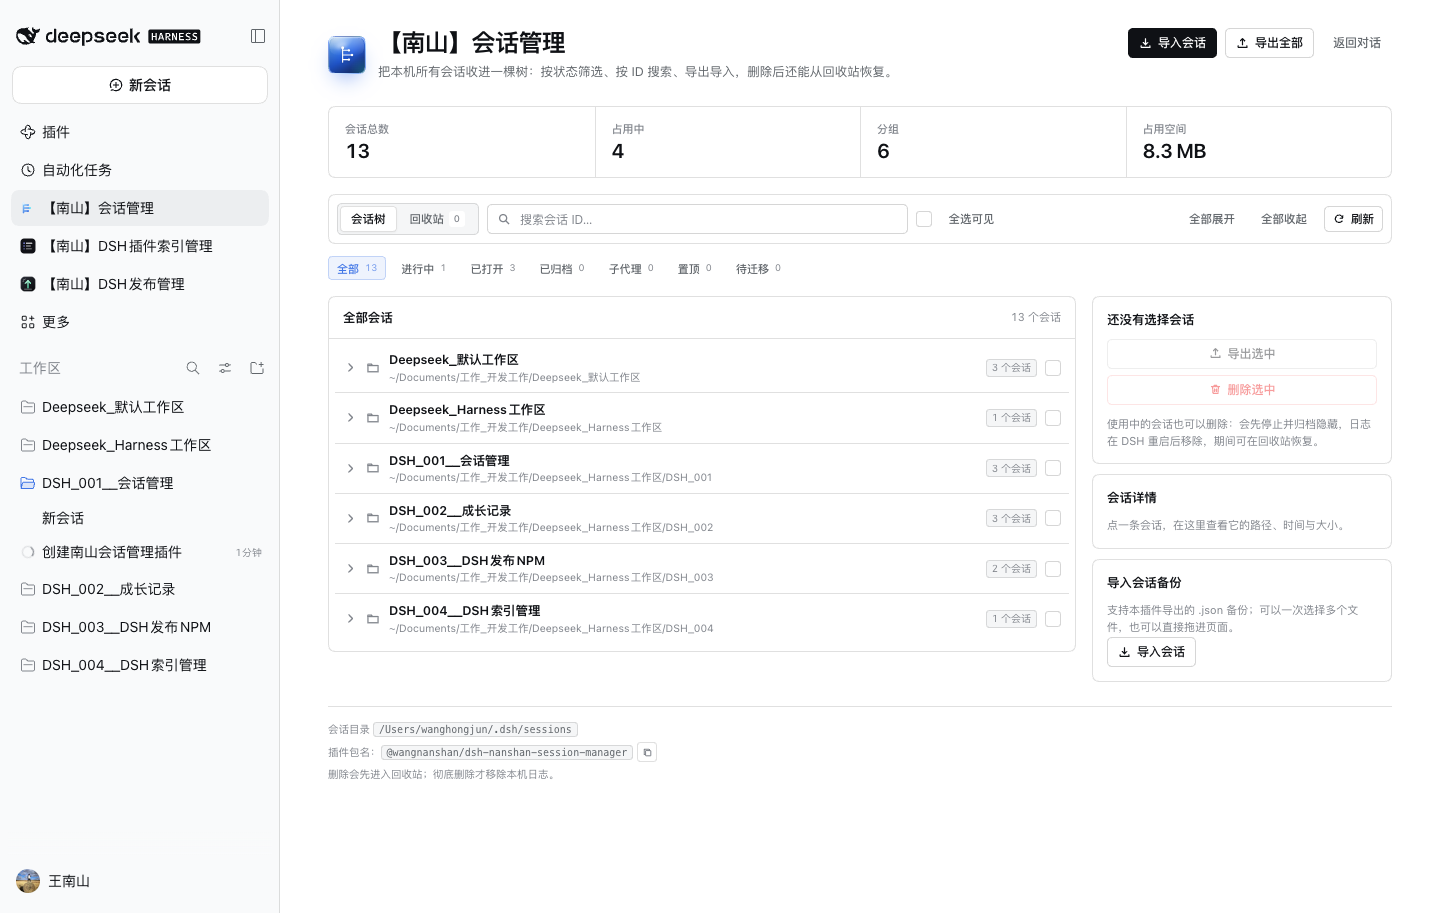 deepseek HARNESS
新会话
插件
自动化任务
【南山】会话管理
【南山】DSH插件索引管理
【南山】DSH发布管理
更多
工作区
Deepseek_默认工作区
Deepseek_Harness工作区
DSH_001__会话管理
新会话
创建南山会话管理插件 1分钟
DSH_002__成长记录
DSH_003__DSH发布NPM
DSH_004__DSH索引管理
王南山
【南山】会话管理
把本机所有会话收进一棵树：按状态筛选、按 ID 搜索、导出导入，删除后还能从回收站恢复。
导入会话 导出全部 返回对话
会话总数 占用中 分组 占用空间
13 4 6 8.3 MB
会话树 回收站 0 搜索会话 ID... 全选可见 全部展开 全部收起 刷新
全部 13 进行中 1 已打开 3 已归档 0 子代理 0 置顶 0 待迁移 0
全部会话 13 个会话
Deepseek_默认工作区
~/Documents/工作_开发工作/Deepseek_默认工作区
3 个会话
Deepseek_Harness工作区
~/Documents/工作_开发工作/Deepseek_Harness工作区
1 个会话
DSH_001__会话管理
~/Documents/工作_开发工作/Deepseek_Harness工作区/DSH_001
3 个会话
DSH_002__成长记录
~/Documents/工作_开发工作/Deepseek_Harness工作区/DSH_002
3 个会话
DSH_003__DSH发布NPM
~/Documents/工作_开发工作/Deepseek_Harness工作区/DSH_003
2 个会话
DSH_004__DSH索引管理
~/Documents/工作_开发工作/Deepseek_Harness工作区/DSH_004
1 个会话
还没有选择会话
导出选中
删除选中
使用中的会话也可以删除：会先停止并归档隐藏，日志
在 DSH 重启后移除，期间可在回收站恢复。
会话详情
点一条会话，在这里查看它的路径、时间与大小。
导入会话备份
支持本插件导出的 .json 备份；可以一次选择多个文
件，也可以直接拖进页面。
导入会话
会话目录 /Users/wanghongjun/.dsh/sessions
插件包名： @wangnanshan/dsh-nanshan-session-manager
删除会先进入回收站；彻底删除才移除本机日志。